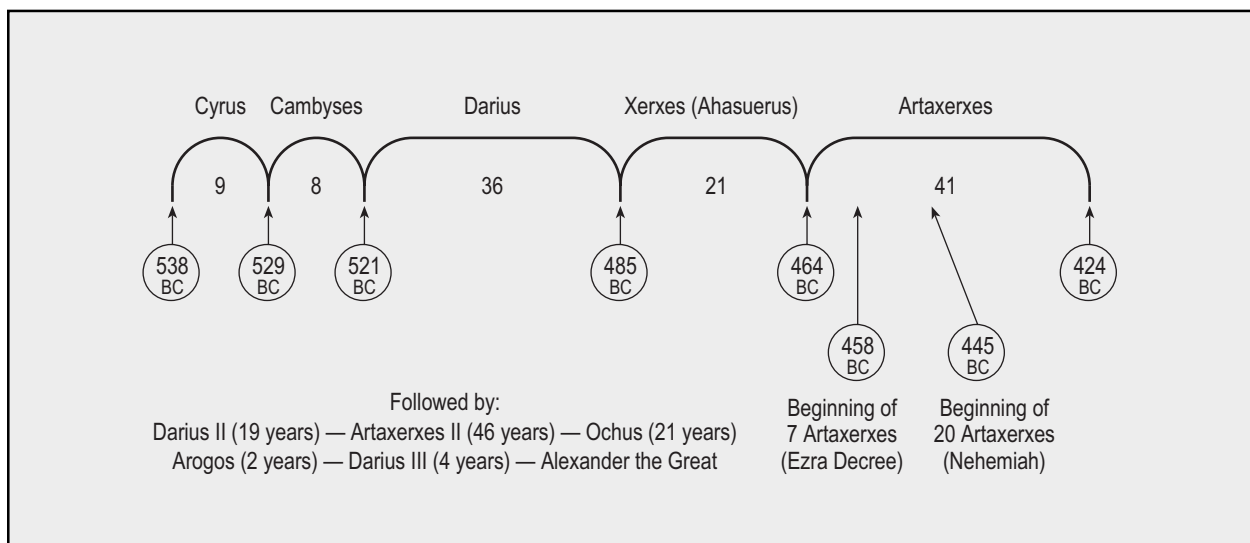 Cyrus Cambyses Darius Xerxes (Ahasuerus) Artaxerxes
9 8 36 21 41
538 BC
529 BC
521 BC
485 BC
464 BC
424 BC
458 BC
445 BC
Followed by:
Darius II (19 years) — Artaxerxes II (46 years) — Ochus (21 years)
Arogos (2 years) — Darius III (4 years) — Alexander the Great
Beginning of
7 Artaxerxes
(Ezra Decree)
Beginning of
20 Artaxerxes
(Nehemiah)